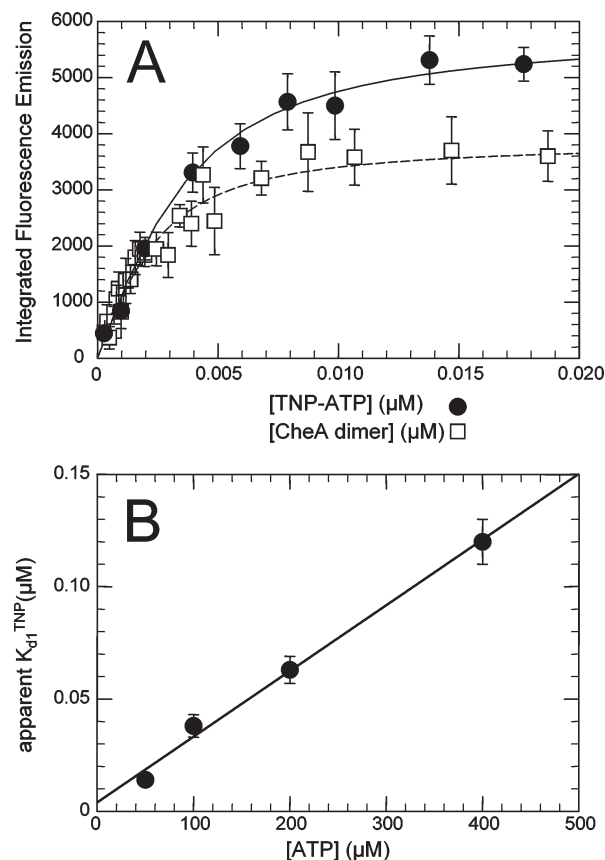 A
6000
5000
4000
3000
2000
1000
0
Integrated Fluorescence Emission
0 0.005 0.010 0.015 0.020
[TNP-ATP] (µM)
[CheA dimer] (µM)
B
0.15
0.10
0.05
0
apparent K_d1^TNP(µM)
0 100 200 300 400 500
[ATP] (µM)